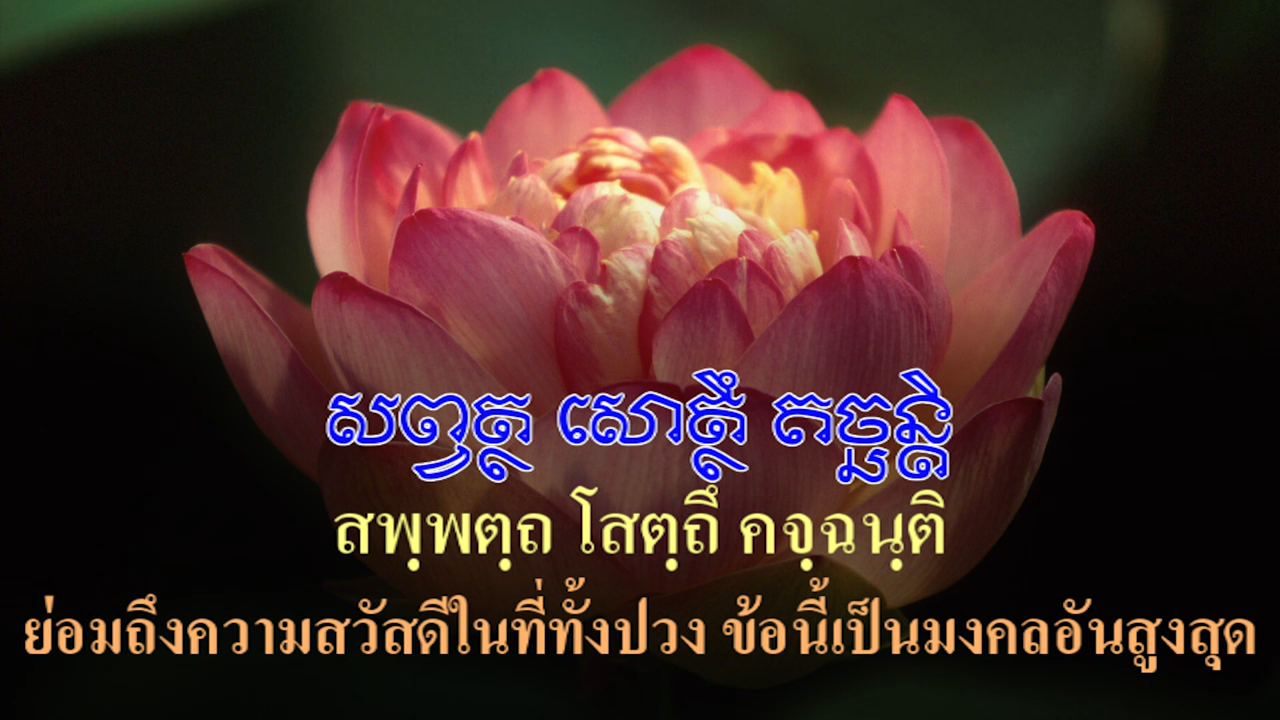 សព្វត្ថ សោត្ថឹ គច្ឆន្តិ
สพฺพตฺถ โสตฺถึ คจฺฉนฺติ
ย่อมถึงความสวัสดีในที่ทั้งปวง ข้อนี้เป็นมงคลอันสูงสุด